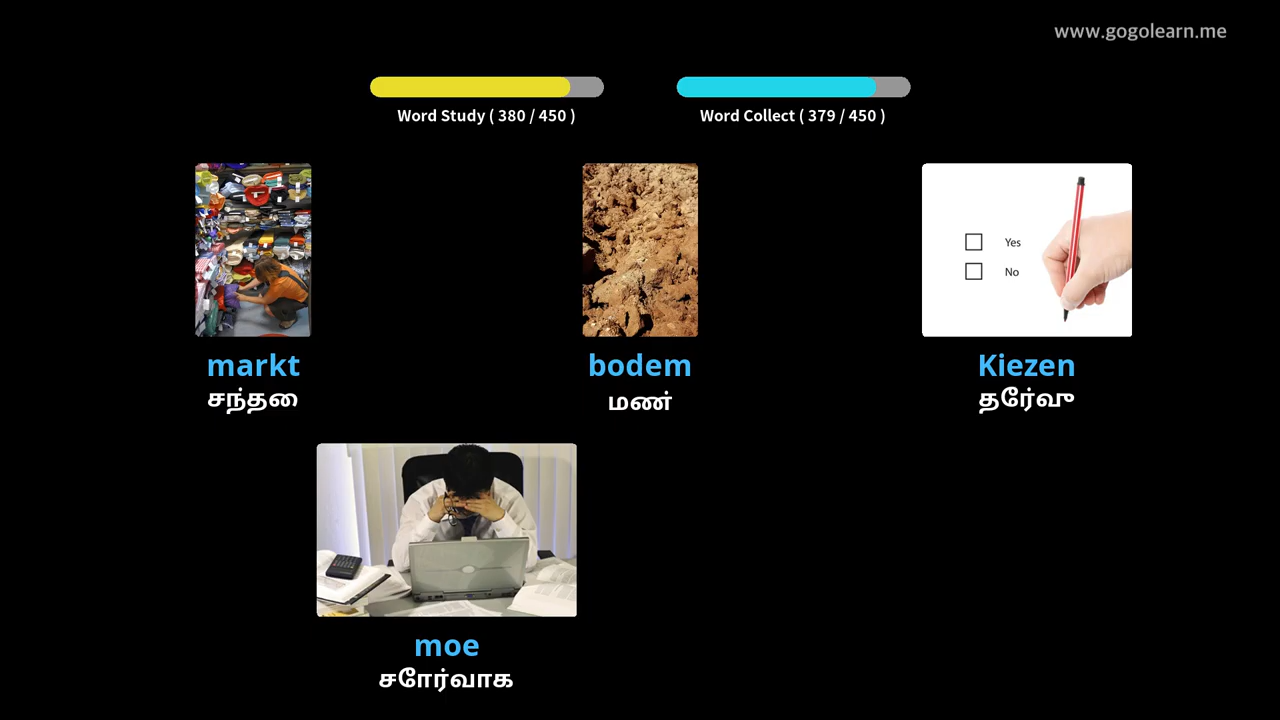 www.gogolearn.me
Word Study ( 380 / 450 )
Word Collect ( 379 / 450 )
Yes
No
markt
சந்தை
bodem
மண்
Kiezen
தேர்வு
moe
சோர்வாக